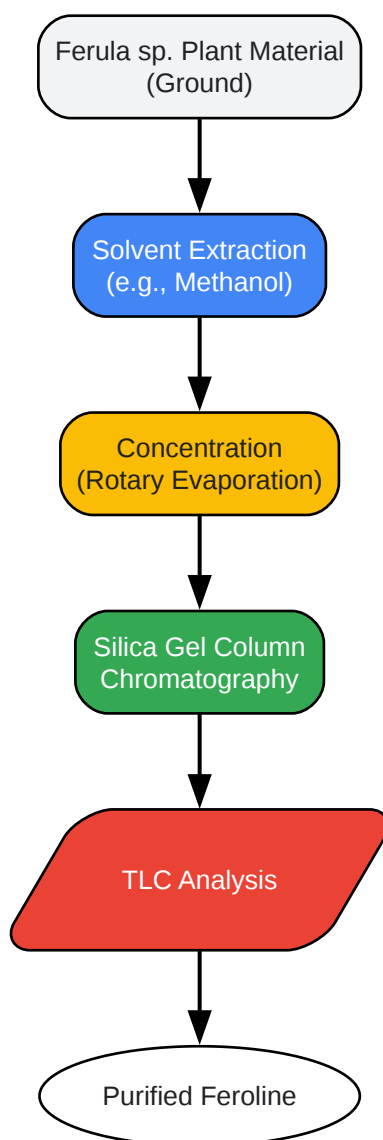 Ferula sp. Plant Material
(Ground)
Solvent Extraction
(e.g., Methanol)
Concentration
(Rotary Evaporation)
Silica Gel Column
Chromatography
TLC Analysis
Purified Feroline